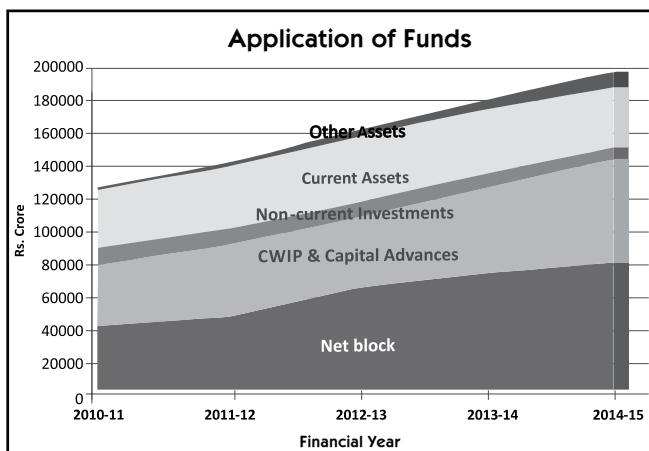 Application of Funds
200000
180000
160000
140000
120000
100000
80000
60000
40000
20000
0
Rs. Crore
Other Assets
Current Assets
Non-current Investments
CWIP & Capital Advances
Net block
2010-11 2011-12 2012-13 2013-14 2014-15
Financial Year